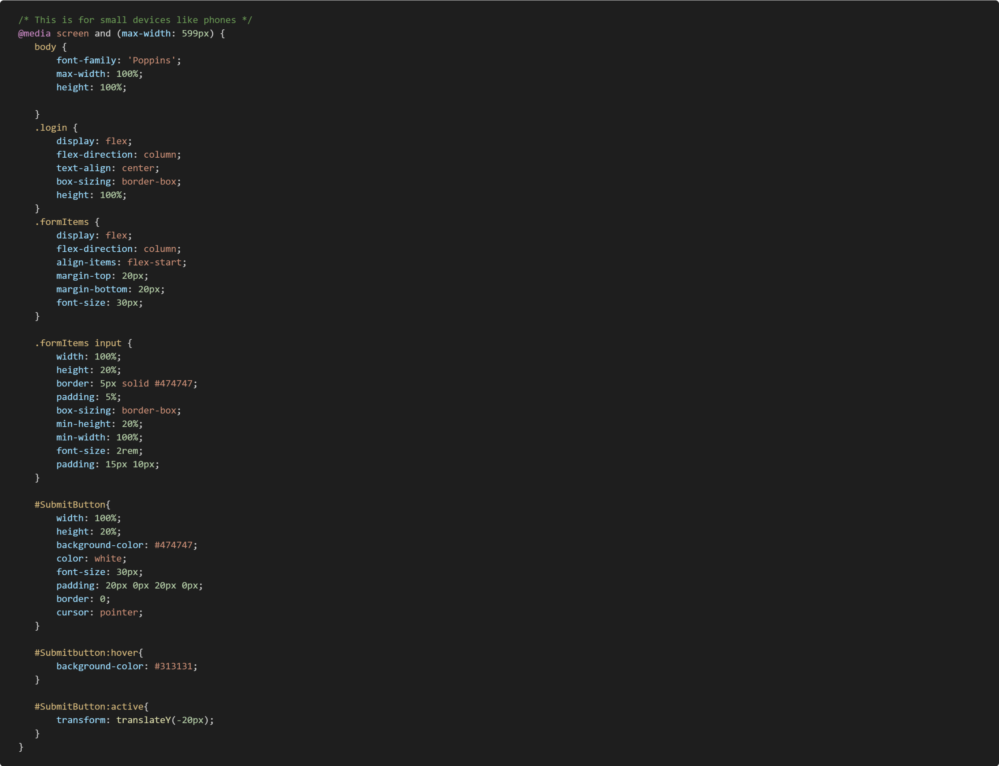 /* This is for small devices like phones */
@media screen and (max-width: 599px) {
body {
font-family: 'Poppins';
max-width: 100%;
height: 100%;
}
.login {
display: flex;
flex-direction: column;
text-align: center;
box-sizing: border-box;
height: 100%;
}
.formItems {
display: flex;
flex-direction: column;
align-items: flex-start;
margin-top: 20px;
margin-bottom: 20px;
font-size: 30px;
}
.formItems input {
width: 100%;
height: 20%;
border: 5px solid #474747;
padding: 5%;
box-sizing: border-box;
min-height: 20%;
min-width: 100%;
font-size: 2rem;
padding: 15px 10px;
}
#SubmitButton{
width: 100%;
height: 20%;
background-color: #474747;
color: white;
font-size: 30px;
padding: 20px 0px 20px 0px;
border: 0;
cursor: pointer;
}
#Submitbutton:hover{
background-color: #313131;
}
#SubmitButton:active{
transform: translateY(-20px);
}
}